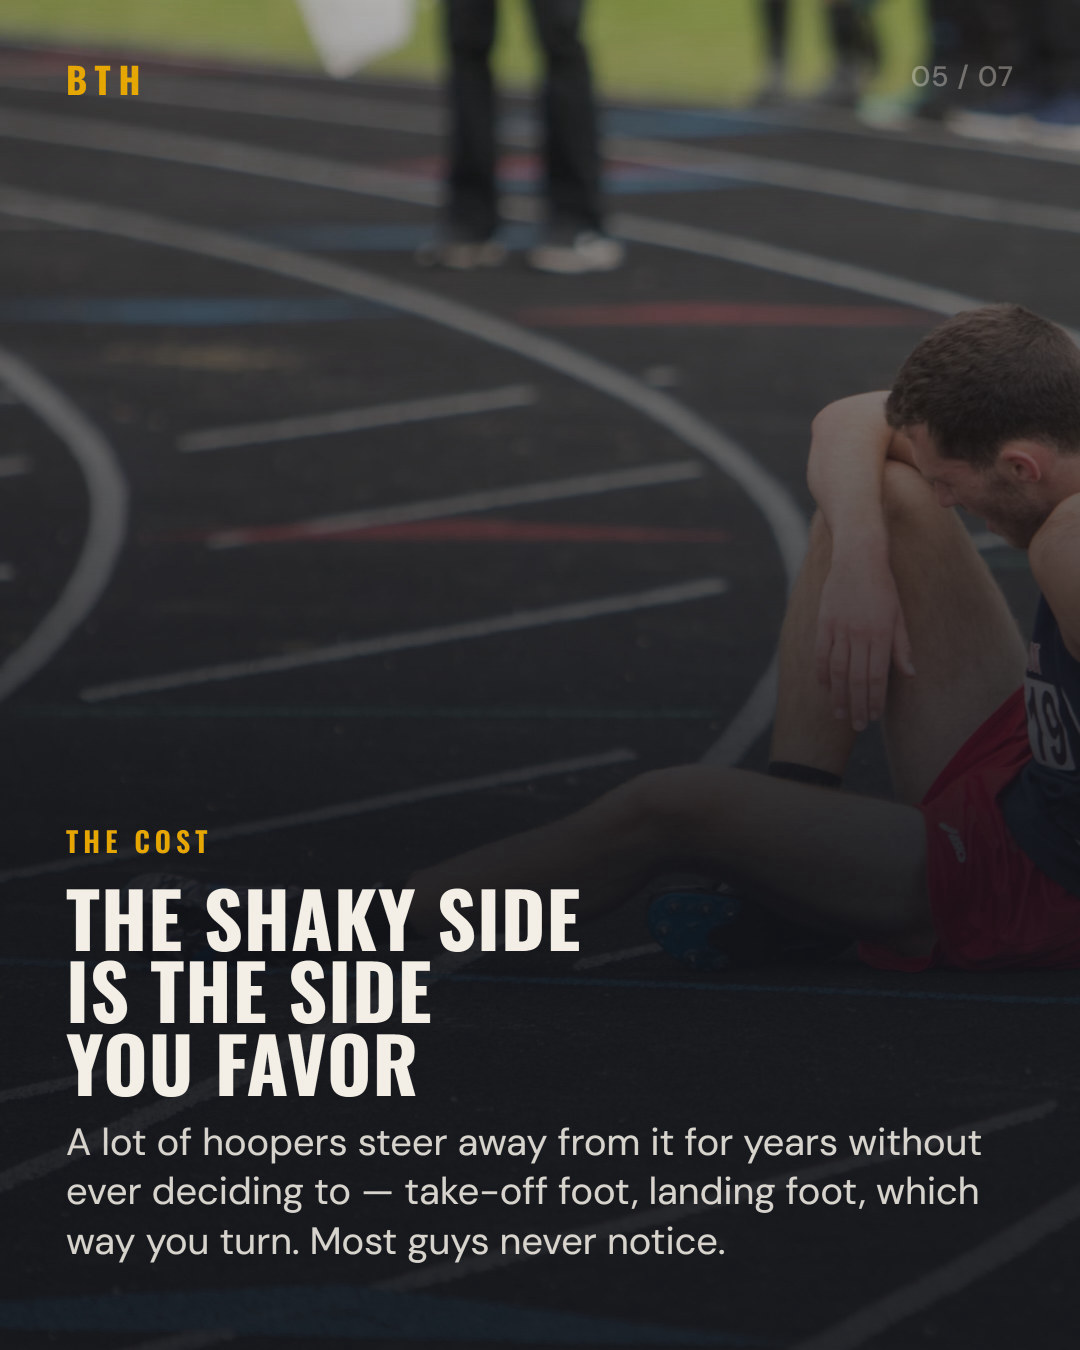 BTH
05 / 07
THE COST
THE SHAKY SIDE
IS THE SIDE
YOU FAVOR
A lot of hoopers steer away from it for years without
ever deciding to — take-off foot, landing foot, which
way you turn. Most guys never notice.
19